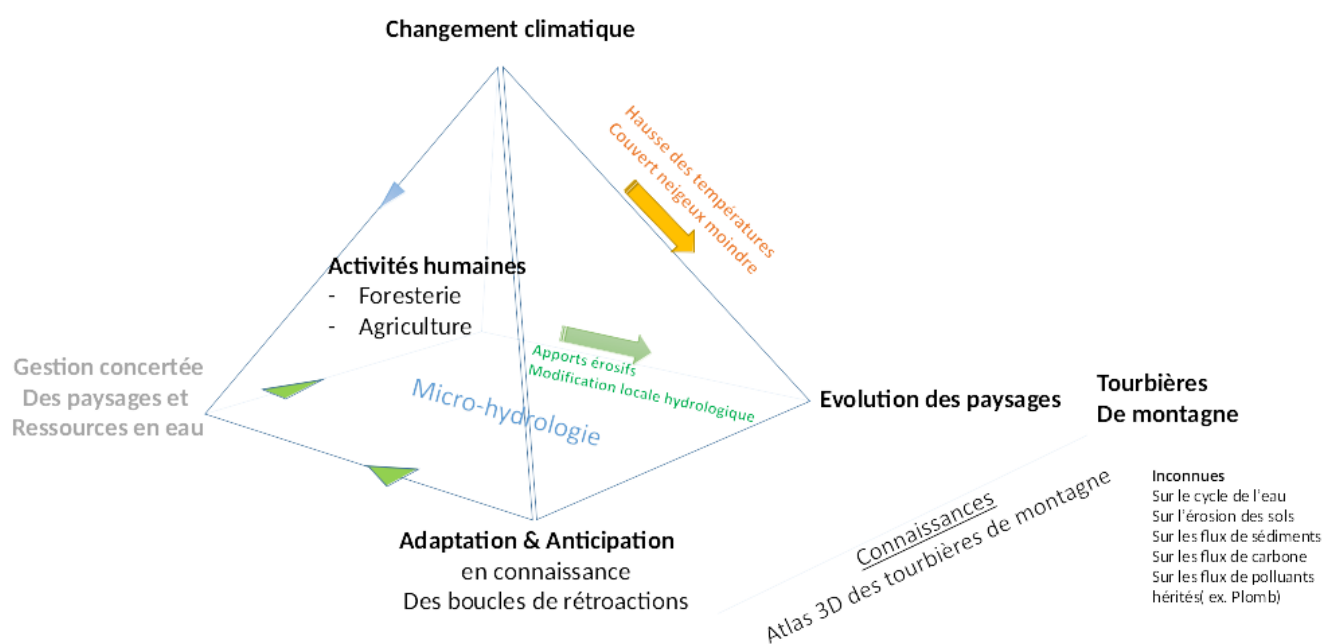 Changement climatique
Hausse des températures
Couvert neigeux moindre
Activités humaines
- Foresterie
- Agriculture
Apports érosifs
Modification locale hydrologique
Gestion concertée
Des paysages et
Ressources en eau
Micro-hydrologie
Evolution des paysages
Tourbières
De montagne
Adaptation & Anticipation
en connaissance
Des boucles de rétroactions
Connaissances
Atlas 3D des tourbières de montagne
Inconnues
Sur le cycle de l'eau
Sur l'érosion des sols
Sur les flux de sédiments
Sur les flux de carbone
Sur les flux de polluants
hérités( ex. Plomb)